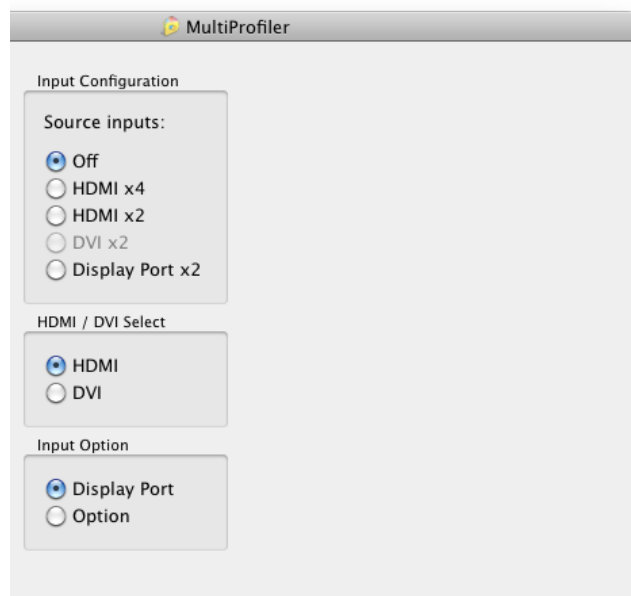 MultiProfiler
Input Configuration
Source inputs:
Off
HDMI x4
HDMI x2
DVI x2
Display Port x2
HDMI / DVI Select
HDMI
DVI
Input Option
Display Port
Option